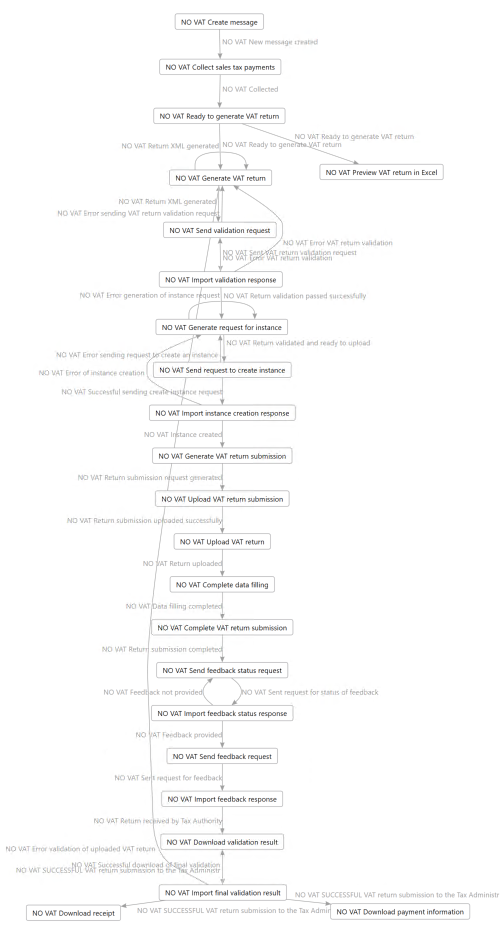 NO VAT Create message
NO VAT New message created
NO VAT Collect sales tax payments
NO VAT Collected
NO VAT Ready to generate VAT return
NO VAT Ready to generate VAT return
NO VAT Return XML generated
NO VAT Ready to generate VAT return
NO VAT Generate VAT return
NO VAT Preview VAT return in Excel
NO VAT Return XML generated
NO VAT Error sending VAT return validation request
NO VAT Send validation request
NO VAT Error VAT return validation
NO VAT Sent VAT return validation request
NO VAT Error VAT return validation
NO VAT Import validation response
NO VAT Error generation of instance request
NO VAT Return validation passed successfully
NO VAT Generate request for instance
NO VAT Return validated and ready to upload
NO VAT Error sending request to create an instance
NO VAT Send request to create instance
NO VAT Error of instance creation
NO VAT Successful sending create instance request
NO VAT Import instance creation response
NO VAT Instance created
NO VAT Generate VAT return submission
NO VAT Return submission request generated
NO VAT Upload VAT return submission
NO VAT Return submission uploaded successfully
NO VAT Upload VAT return
NO VAT Return uploaded
NO VAT Complete data filling
NO VAT Data filling completed
NO VAT Complete VAT return submission
NO VAT Return submission completed
NO VAT Send feedback status request
NO VAT Feedback not provided
NO VAT Sent request for status of feedback
NO VAT Import feedback status response
NO VAT Feedback provided
NO VAT Send feedback request
NO VAT Sent request for feedback
NO VAT Import feedback response
NO VAT Return received by Tax Authority
NO VAT Download validation result
NO VAT Error validation of uploaded VAT return
NO VAT Successful download of final validation
NO VAT SUCCESSFUL VAT return submission to the Tax Administr
NO VAT Import final validation result
NO VAT SUCCESSFUL VAT return submission to the Tax Administr
NO VAT Download receipt
NO VAT SUCCESSFUL VAT return submission to the Tax Admir
NO VAT Download payment information